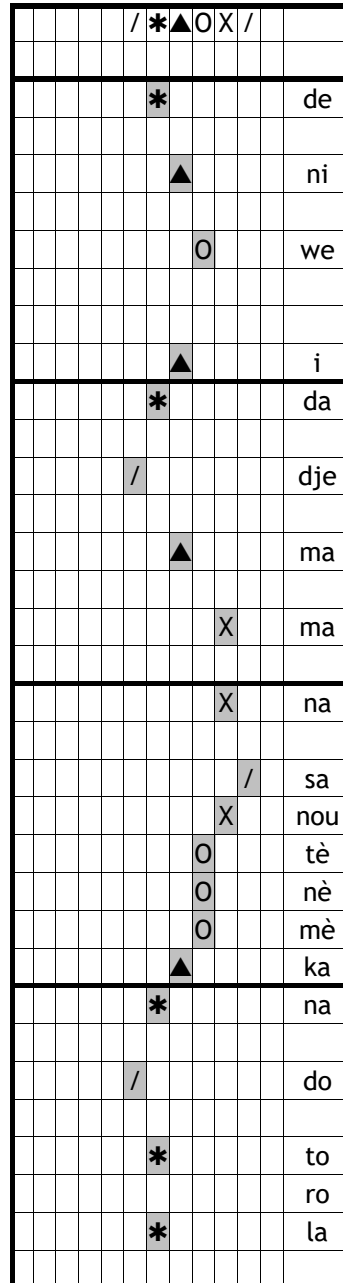 / ✱ ▲ O X /
✱ de
▲ ni
O we
▲ i
✱ da
/ dje
▲ ma
X ma
X na
/ sa
X nou
O tè
O nè
O mè
▲ ka
✱ na
/ do
✱ to
ro
✱ la